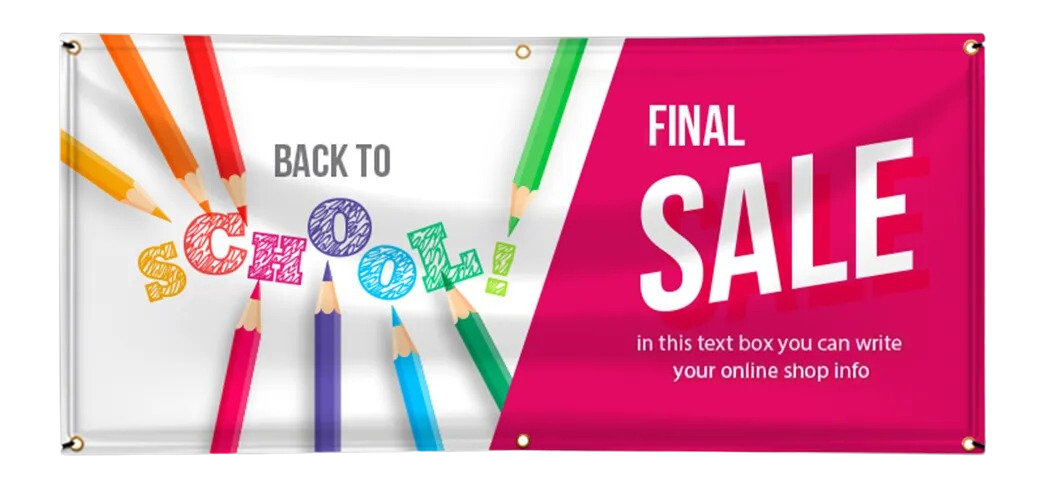 BACK TO
SCHOOL!
FINAL
SALE
in this text box you can write
your online shop info